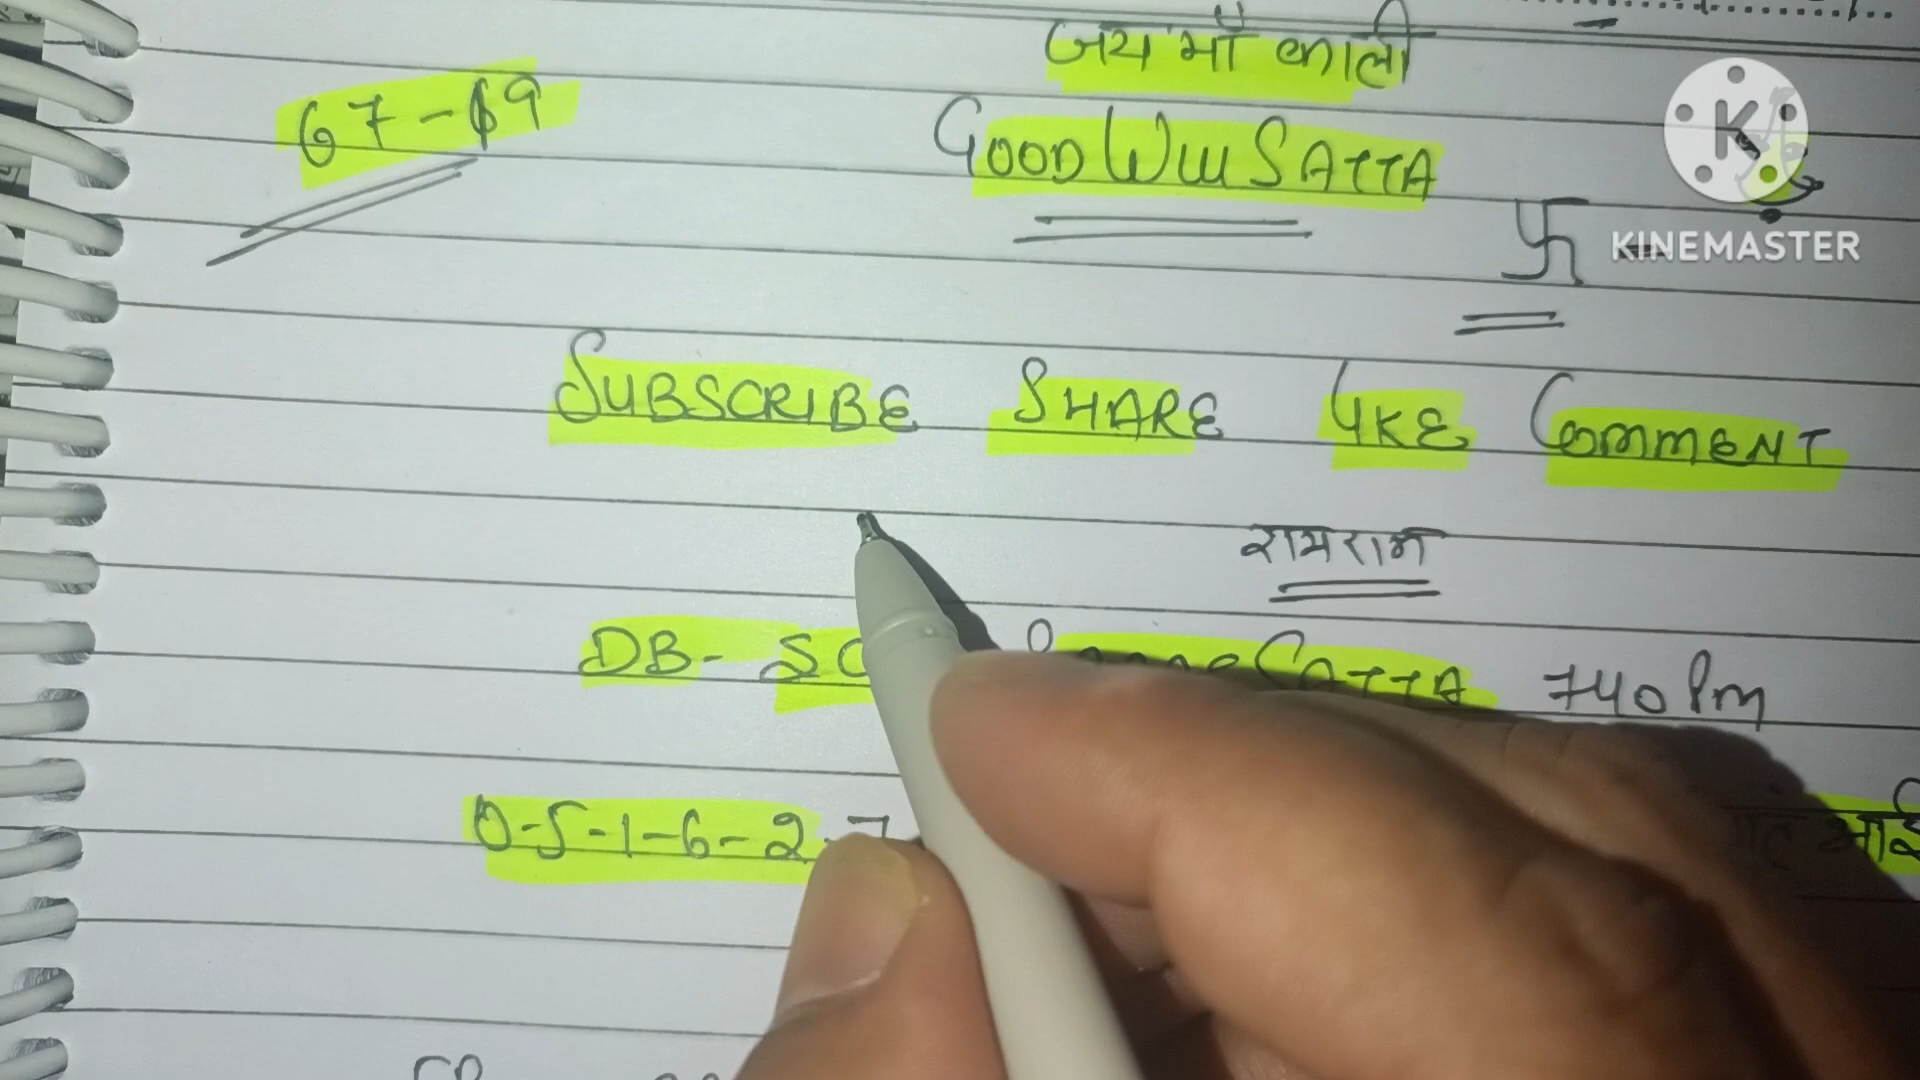 जय माँ काली
67-69
GOOD Will SATTA
KINEMASTER
SUBSCRIBE SHARE LIKE COMMENT
रामराम
DB- SATTA 740 Pm
0-5-1-6-2-7